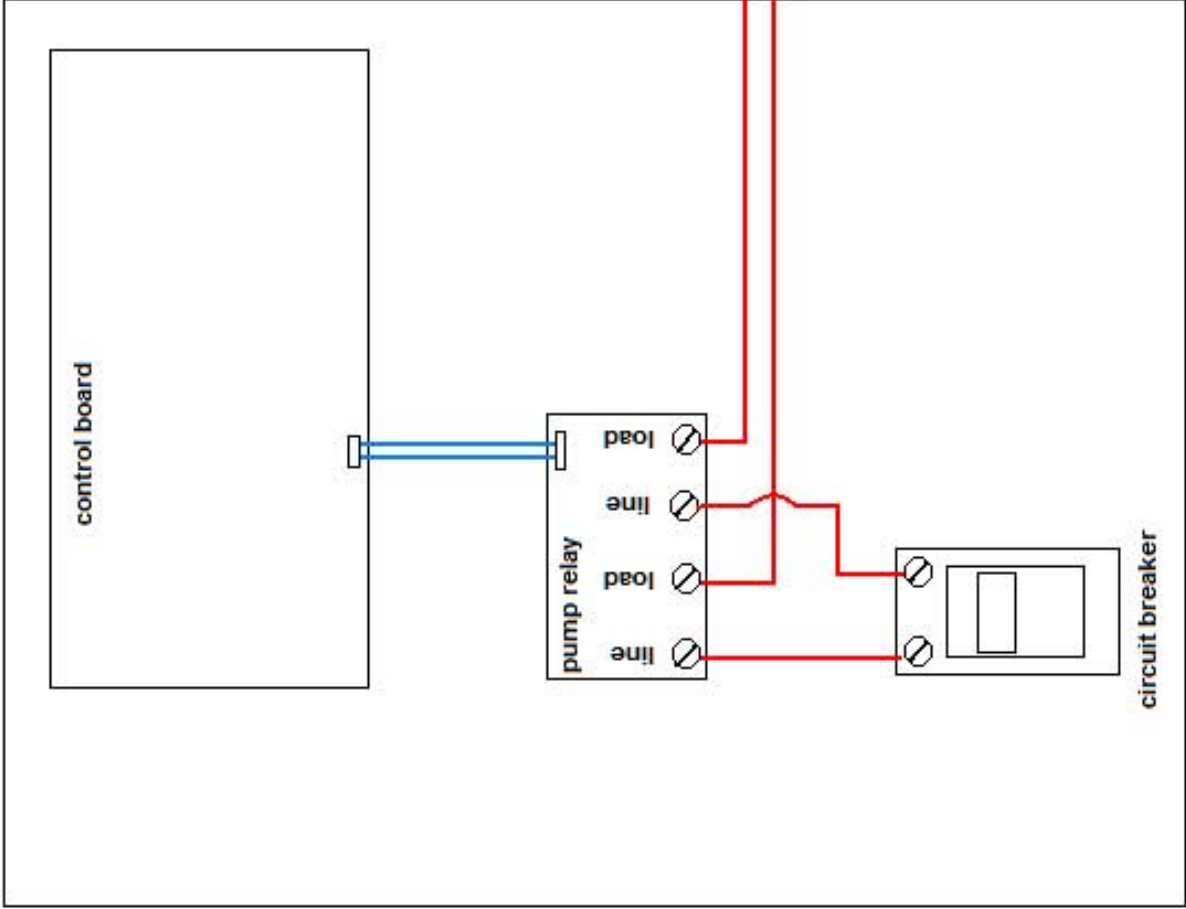 control board
load
line
pump relay
load
line
circuit breaker